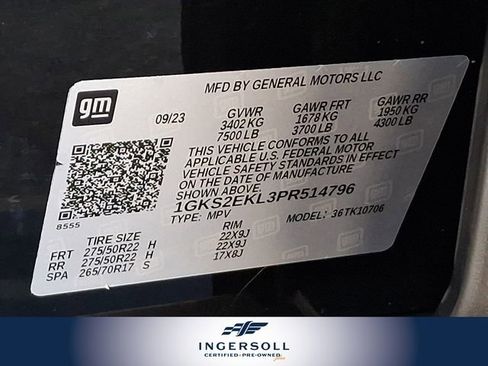 gm
MFD BY GENERAL MOTORS LLC
09/23 GVWR GAWR FRT GAWR RR
3402 KG 1678 KG 1950 KG
7500 LB 3700 LB 4300 LB
THIS VEHICLE CONFORMS TO ALL
APPLICABLE U.S. FEDERAL MOTOR
VEHICLE SAFETY STANDARDS IN EFFECT
ON THE DATE OF MANUFACTURE
SHOWN ABOVE.
1GKS2EKL3PR514796
8555 TYPE: MPV MODEL: 36TK10706
TIRE SIZE RIM
FRT 275/50R22 H 22X9J
RR 275/50R22 H 22X9J
SPA 265/70R17 S 17X8J
INGERSOLL
CERTIFIED-PRE-OWNED